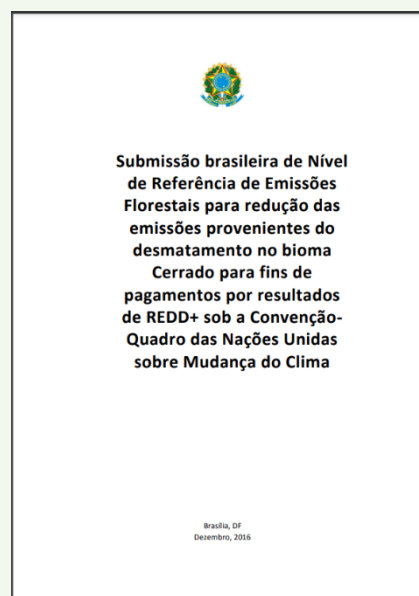 Submissão brasileira de Nível
de Referência de Emissões
Florestais para redução das
emissões provenientes do
desmatamento no bioma
Cerrado para fins de
pagamentos por resultados
de REDD+ sob a Convenção-
Quadro das Nações Unidas
sobre Mudança do Clima
Brasília, DF
Dezembro, 2016